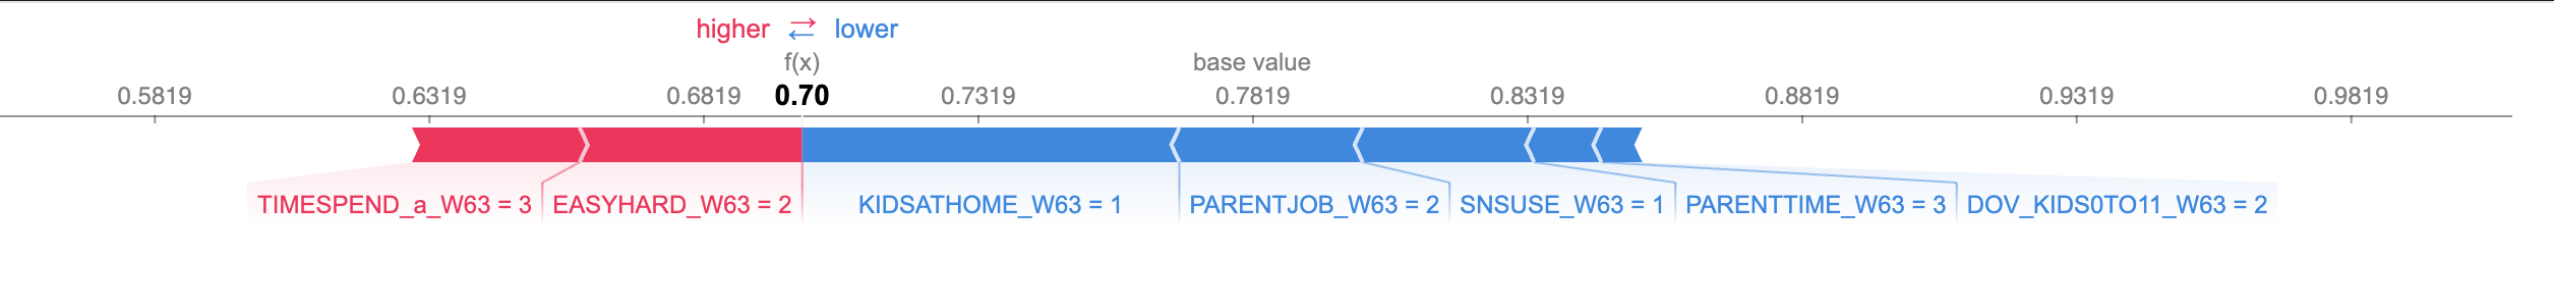 higher ⇄ lower
f(x) base value
0.5819 0.6319 0.6819 0.70 0.7319 0.7819 0.8319 0.8819 0.9319 0.9819
TIMESPEND_a_W63 = 3 EASYHARD_W63 = 2 KIDSATHOME_W63 = 1 PARENTJOB_W63 = 2 SNSUSE_W63 = 1 PARENTTIME_W63 = 3 DOV_KIDS0TO11_W63 = 2